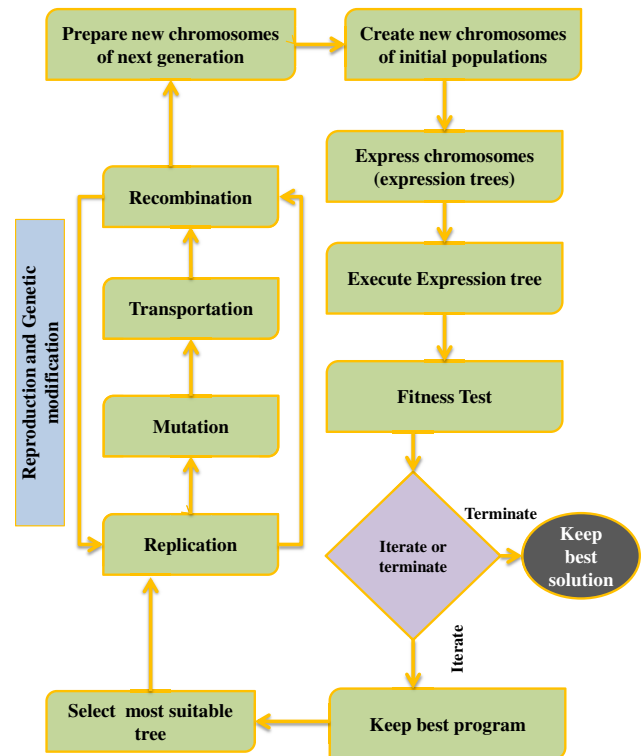 Prepare new chromosomes
of next generation
Create new chromosomes
of initial populations
Express chromosomes
(expression trees)
Execute Expression tree
Fitness Test
Iterate or
terminate
Terminate
Keep
best
solution
Iterate
Keep best program
Select most suitable
tree
Replication
Mutation
Transportation
Recombination
Reproduction and Genetic
modification